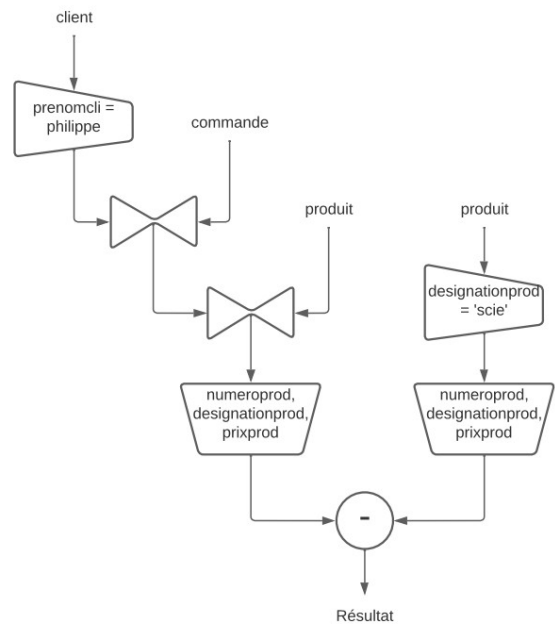 client
prenomcli =
philippe
commande
produit
produit
designationprod
= 'scie'
numeroprod,
designationprod,
prixprod
numeroprod,
designationprod,
prixprod
-
Résultat